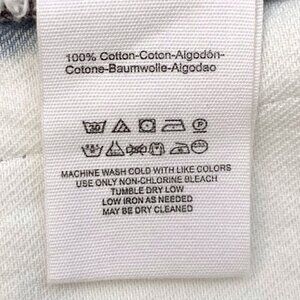 100% Cotton-Coton-Algodón-
Cotone-Baumwolle-Algodao
30
P
MACHINE WASH COLD WITH LIKE COLORS
USE ONLY NON-CHLORINE BLEACH
TUMBLE DRY LOW
LOW IRON AS NEEDED
MAY BE DRY CLEANED